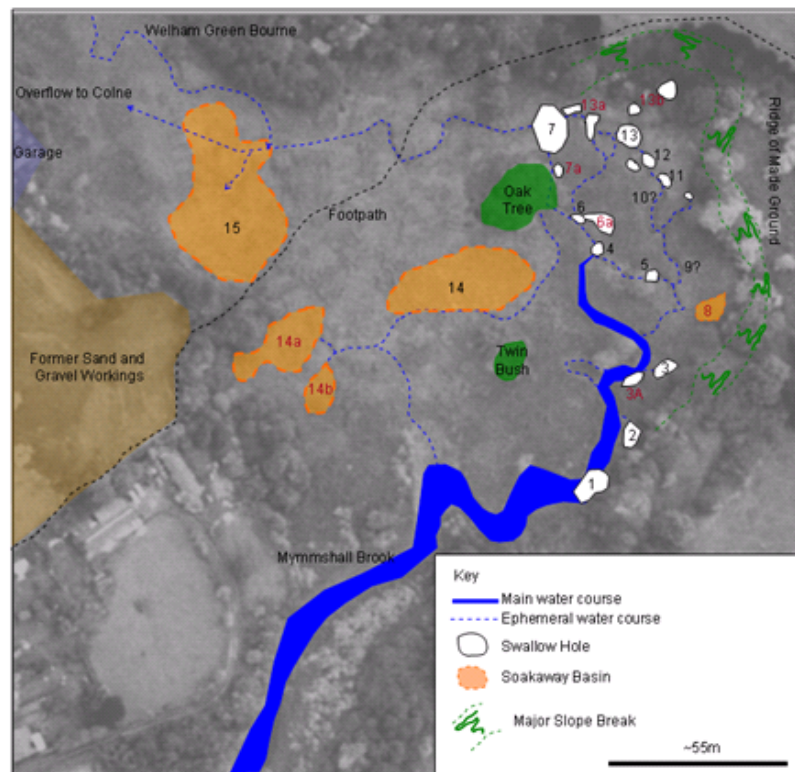 Welham Green Bourne
Overflow to Colne
Garage
13a
13b
7
13
12
7a
11
Ridge of Made Ground
Oak
Tree
10?
6
6a
Footpath
15
4
5
9?
14
8
14a
Former Sand and
Gravel Workings
Twin
Bush
3
14b
3A
2
1
Mymmshall Brook
Key
Main water course
Ephemeral water course
Swallow Hole
Soakaway Basin
Major Slope Break
~55m